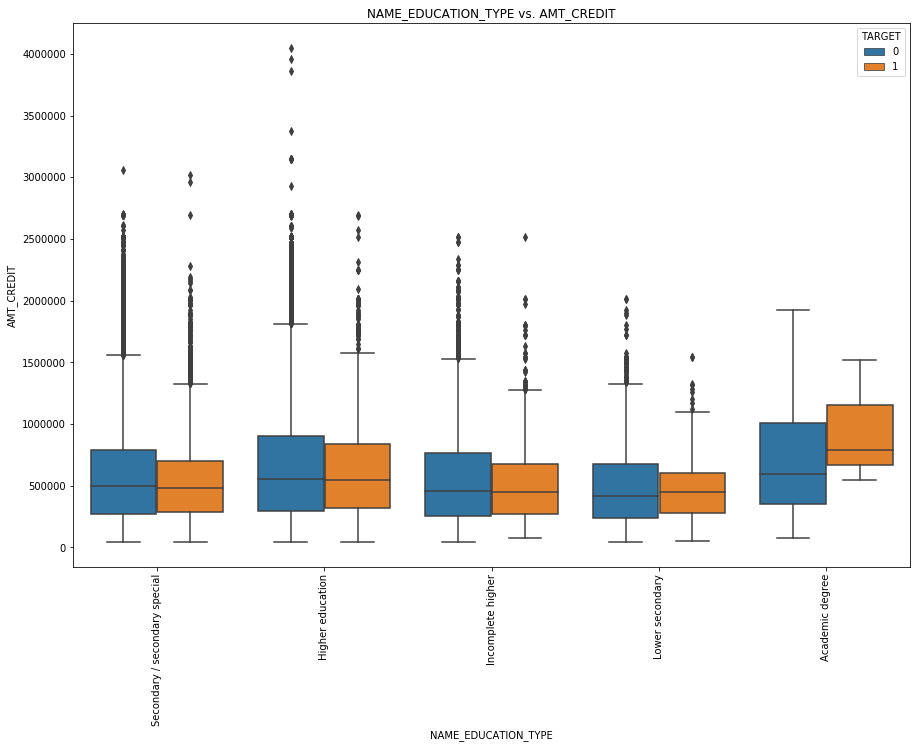 NAME_EDUCATION_TYPE vs. AMT_CREDIT
TARGET
0
1
4000000
3500000
3000000
2500000
2000000
1500000
1000000
500000
0
AMT_CREDIT
Secondary / secondary special
Higher education
Incomplete higher
Lower secondary
Academic degree
NAME_EDUCATION_TYPE